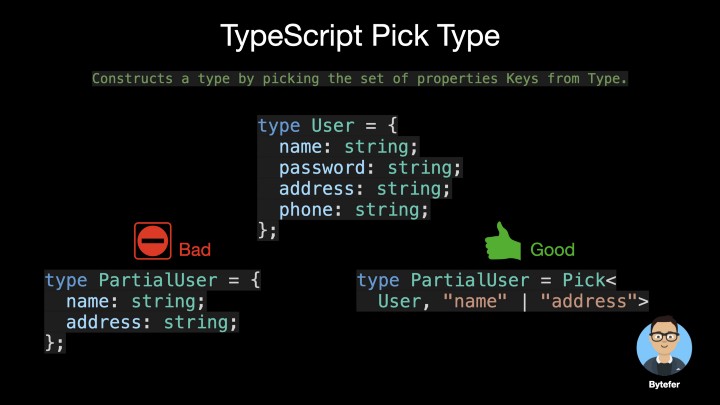 TypeScript Pick Type
Constructs a type by picking the set of properties Keys from Type.
type User = {
  name: string;
  password: string;
  address: string;
  phone: string;
};
Bad
type PartialUser = {
  name: string;
  address: string;
};
Good
type PartialUser = Pick<
  User, "name" | "address">
Bytefer